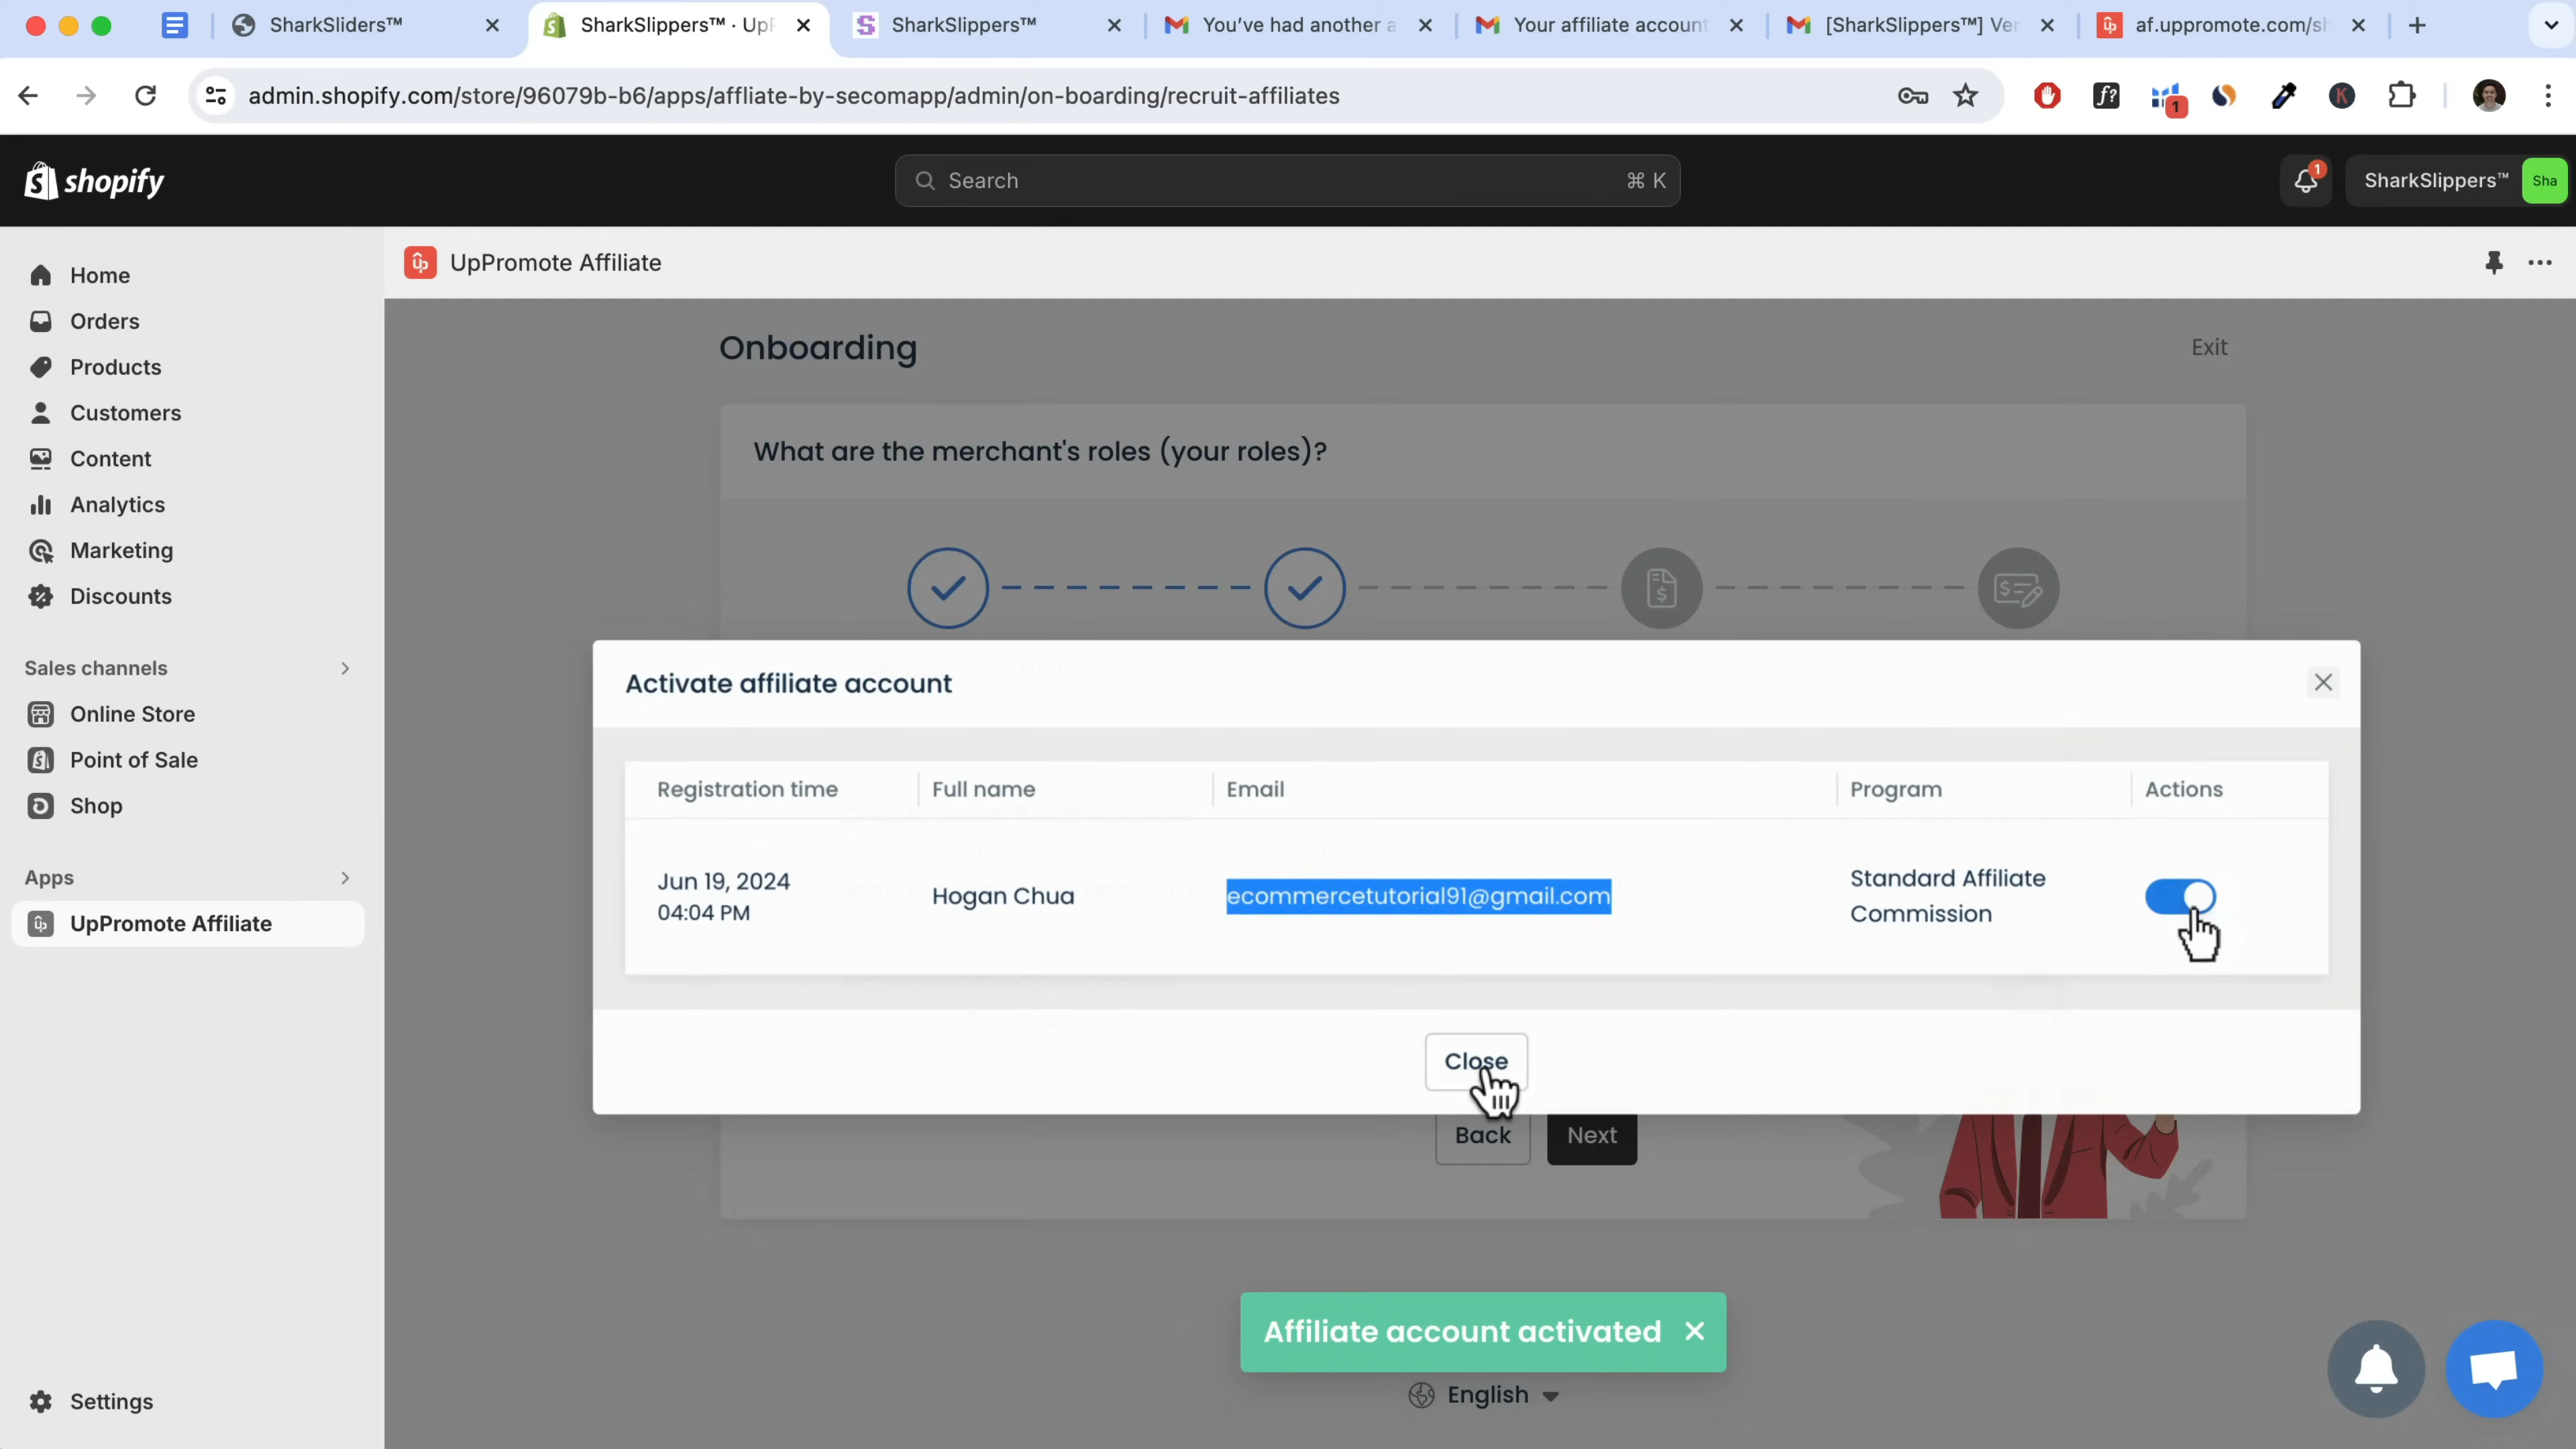 SharkSliders™
SharkSlippers™ · Up
SharkSlippers™
You've had another
Your affiliate account
[SharkSlippers™] Ver
af.uppromote.com/sh
admin.shopify.com/store/96079b-b6/apps/affliate-by-secomapp/admin/on-boarding/recruit-affiliates
f?
1
K
shopify
Search
⌘ K
1
SharkSlippers™
Sha
Home
Orders
Products
Customers
Content
Analytics
Marketing
Discounts
Sales channels
Online Store
Point of Sale
Shop
Apps
UpPromote Affiliate
Settings
UpPromote Affiliate
Onboarding
Exit
What are the merchant's roles (your roles)?
Activate affiliate account
Registration time
Full name
Email
Program
Actions
Jun 19, 2024
04:04 PM
Hogan Chua
ecommercetutorial91@gmail.com
Standard Affiliate
Commission
Close
Back
Next
Affiliate account activated
English